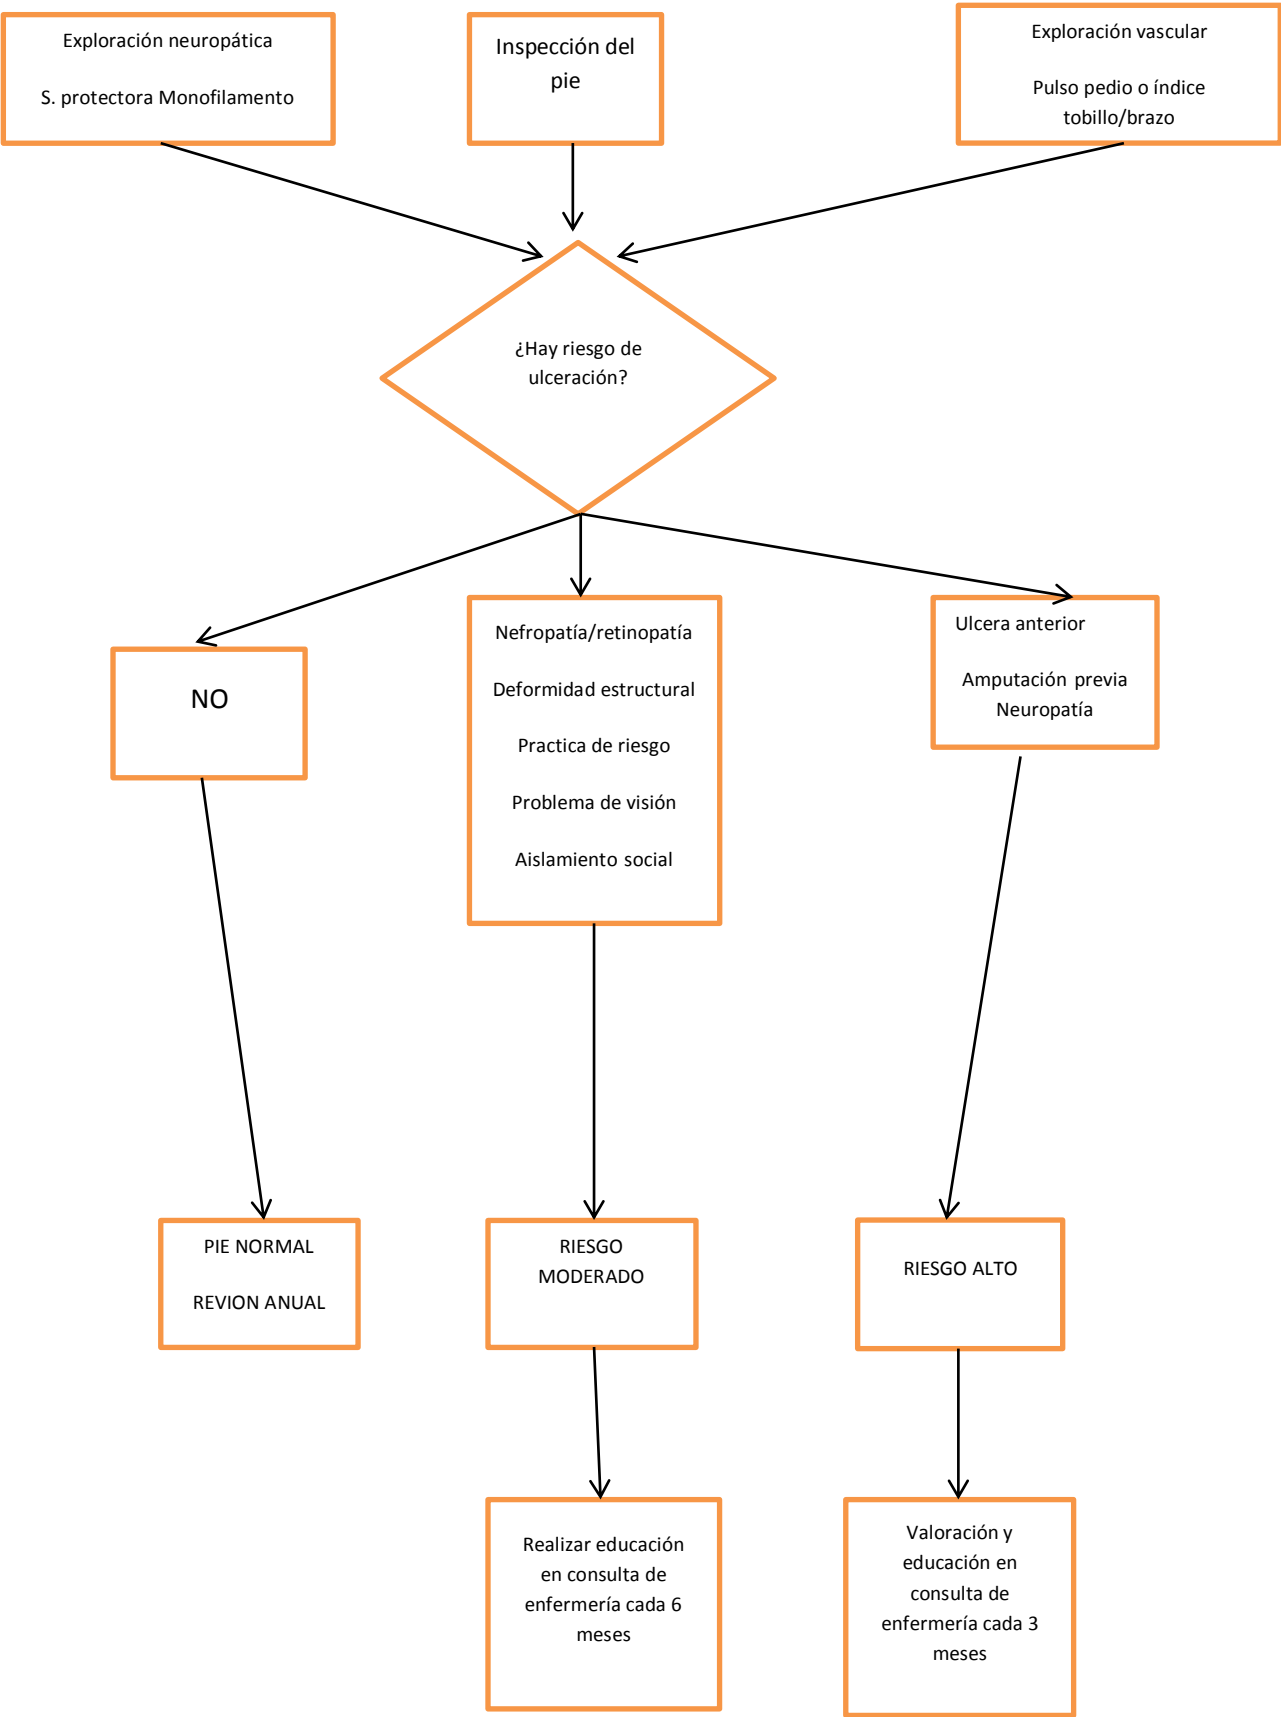 Exploración neuropática
S. protectora Monofilamento
Inspección del
pie
Exploración vascular
Pulso pedio o índice
tobillo/brazo
¿Hay riesgo de
ulceración?
NO
Nefropatía/retinopatía
Deformidad estructural
Practica de riesgo
Problema de visión
Aislamiento social
Ulcera anterior
Amputación previa
Neuropatía
PIE NORMAL
REVION ANUAL
RIESGO
MODERADO
RIESGO ALTO
Realizar educación
en consulta de
enfermería cada 6
meses
Valoración y
educación en
consulta de
enfermería cada 3
meses